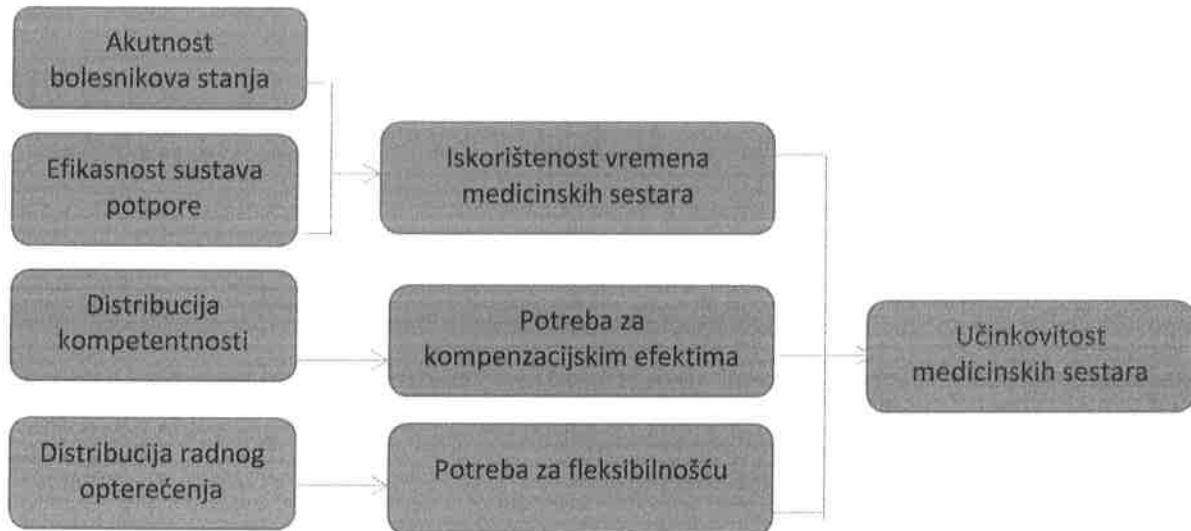 Akutnost
bolesnikova stanja
Efikasnost sustava
potpore
Iskorištenost vremena
medicinskih sestara
Distribucija
kompetentnosti
Potreba za
kompenzacijskim efektima
Učinkovitost
medicinskih sestara
Distribucija radnog
opterećenja
Potreba za fleksibilnošću